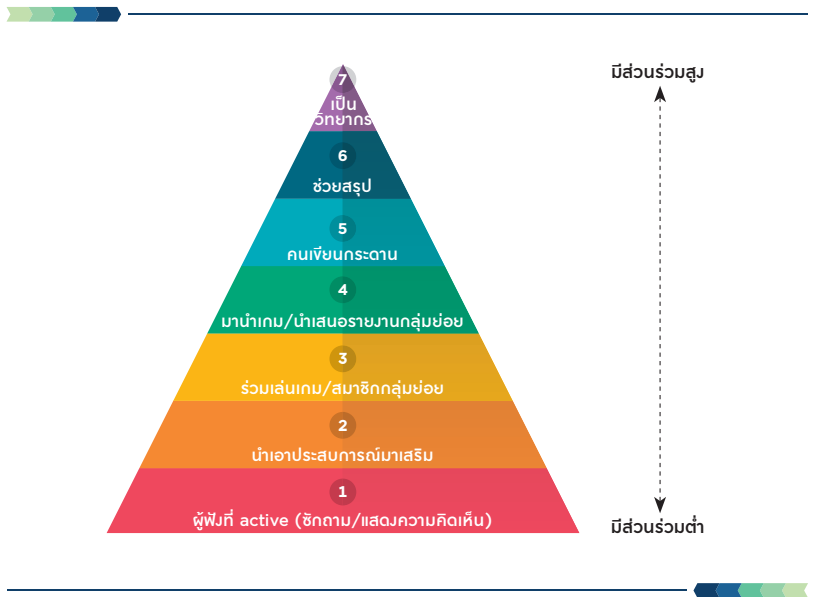 มีส่วนร่วมสูง
7
เป็น
วิทยากร
6
ช่วยสรุป
5
คนเขียนกระดาน
4
มานำเกม/นำเสนอรายงานกลุ่มย่อย
3
ร่วมเล่นเกม/สมาชิกกลุ่มย่อย
2
นำเอาประสบการณ์มาเสริม
1
ผู้ฟังที่ active (ซักถาม/แสดงความคิดเห็น)
มีส่วนร่วมต่ำ